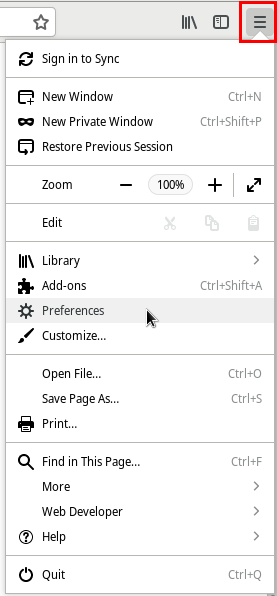 Sign in to Sync
New Window Ctrl+N
New Private Window Ctrl+Shift+P
Restore Previous Session
Zoom 100%
Edit
Library
Add-ons Ctrl+Shift+A
Preferences
Customize...
Open File... Ctrl+O
Save Page As... Ctrl+S
Print...
Find in This Page... Ctrl+F
More
Web Developer
Help
Quit Ctrl+Q